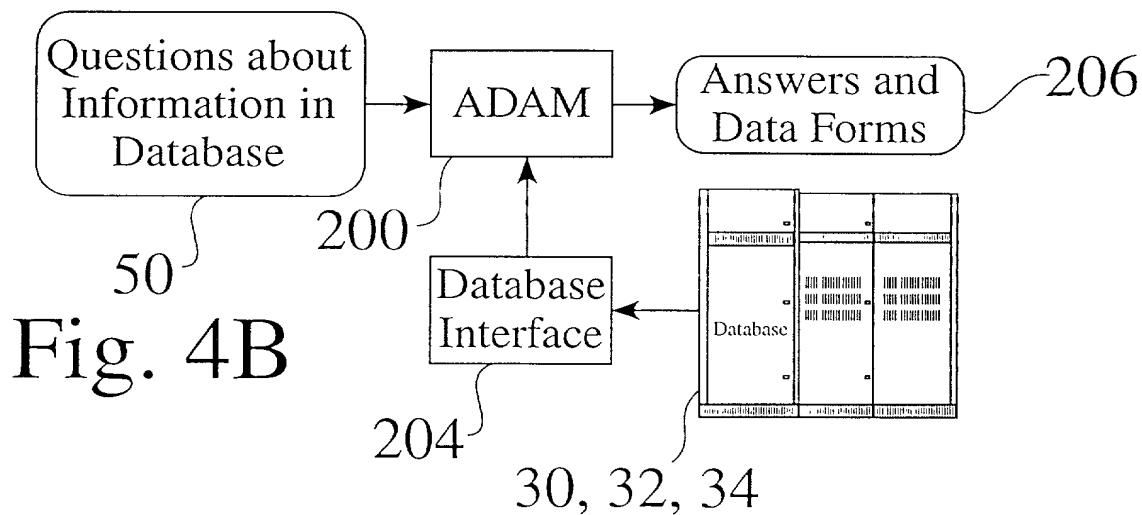 Questions about
Information in
Database
ADAM
Answers and
Data Forms
206
200
50
Database
Interface
Database
Fig. 4B
204
30, 32, 34